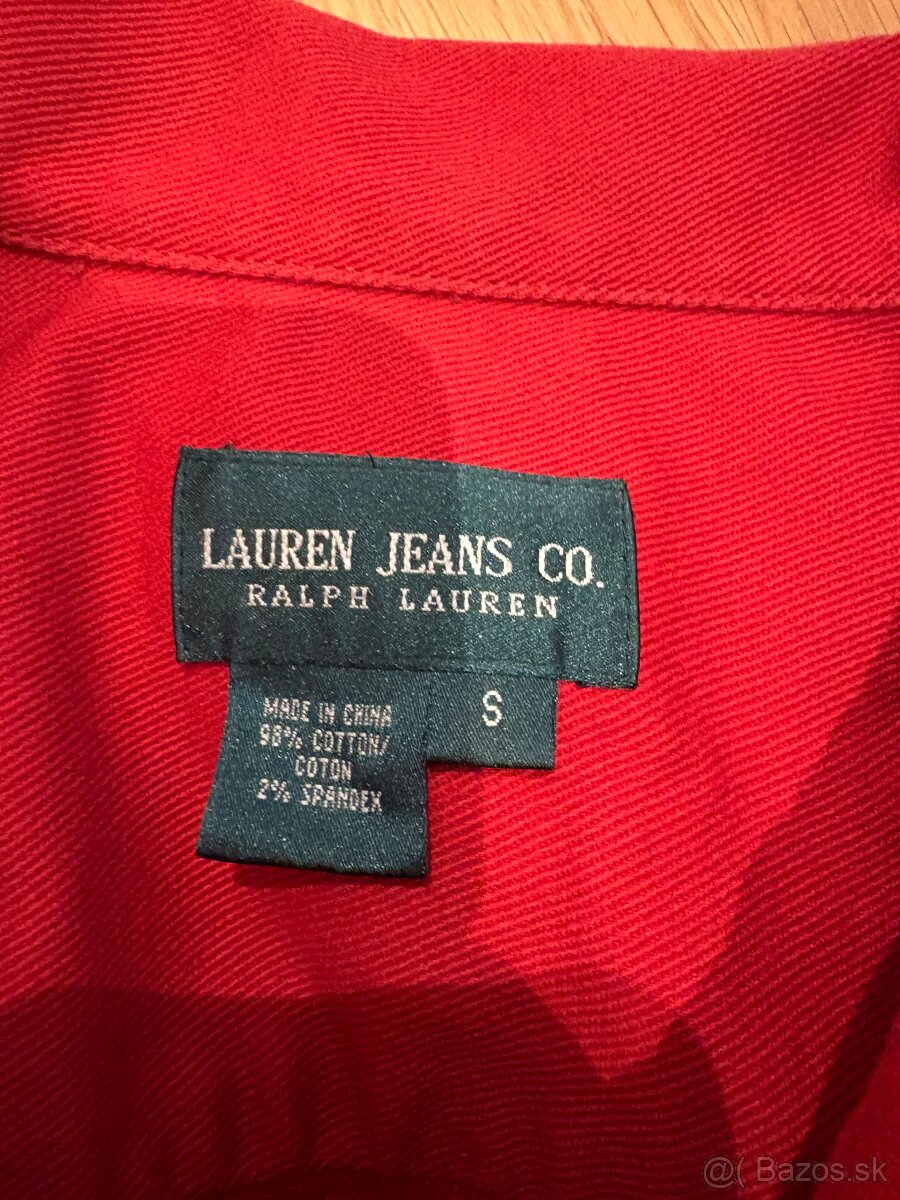 LAUREN JEANS CO.
RALPH LAUREN
S
MADE IN CHINA
98% COTTON/
COTON
2% SPANDEX
@( Bazos.sk